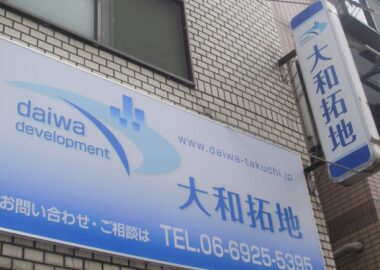 daiwa
development
www.daiwa-takuchi.jp
大和拓地
お問い合わせ・ご相談は TEL.06-6925-5395
大和拓地